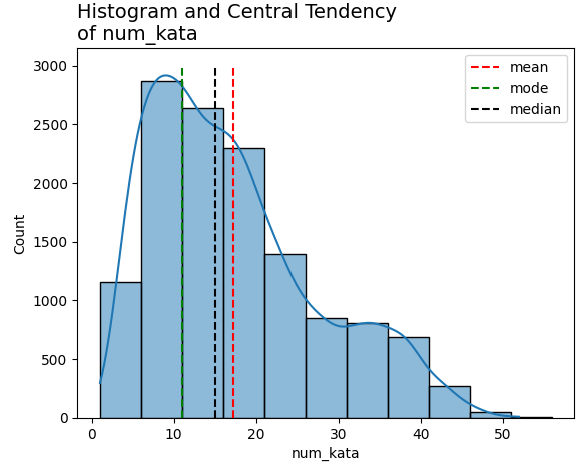 Histogram and Central Tendency
of num_kata
3000
2500
2000
1500
1000
500
0
Count
mean
mode
median
0 10 20 30 40 50
num_kata